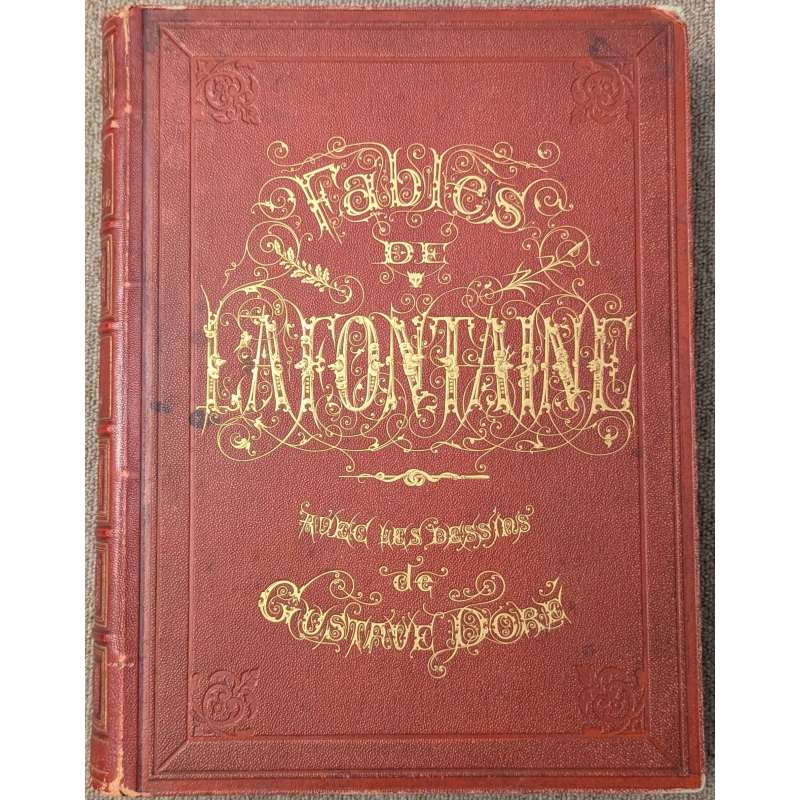 Fables
DE
LAFONTAINE
AVEC LES DESSINS
de
GUSTAVE DORÉ